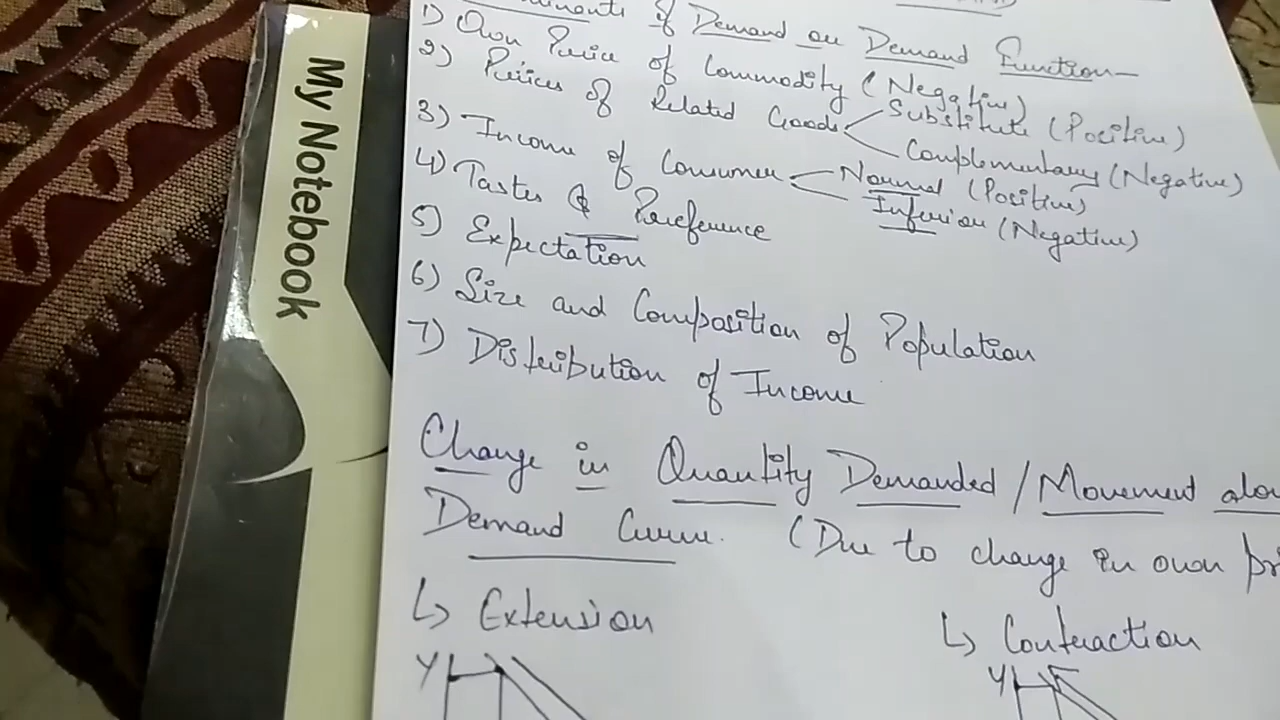 My Notebook
of Demand or Demand Function
1) Own Price of Commodity (Negative)
2) Prices of Related Goods
Substitute (Positive)
Complementary (Negative)
3) Income of Consumer
Normal (Positive)
Inferior (Negative)
4) Tastes & Preference
5) Expectation
6) Size and Composition of Population
7) Distribution of Income
Change in Quantity Demanded / Movement
Demand Curve. (Due to change in own
Extension
Contraction
Y
Y